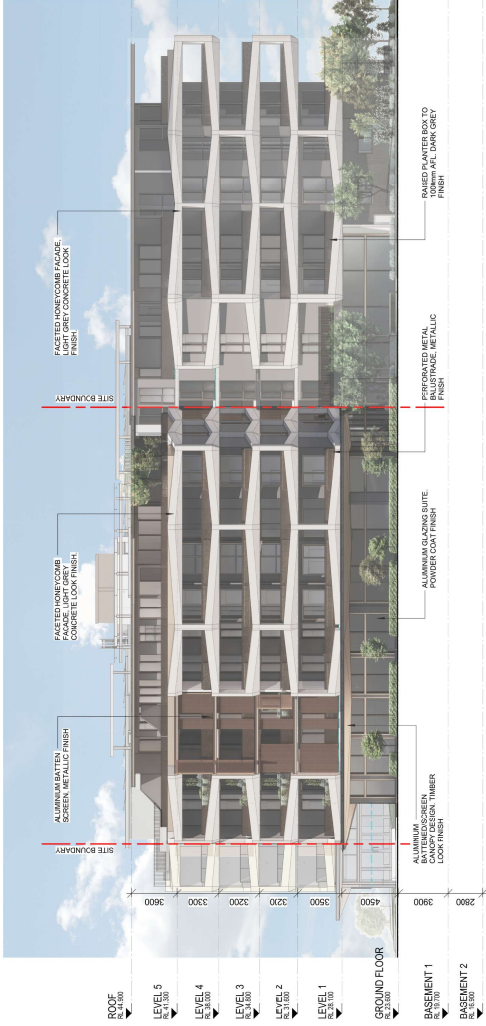 ROOF
RL 44.900
LEVEL 5
RL 41.300
LEVEL 4
RL 38.000
LEVEL 3
RL 34.800
LEVEL 2
RL 31.600
LEVEL 1
RL 28.100
GROUND FLOOR
RL 23.600
BASEMENT 1
RL 19.700
BASEMENT 2
RL 16.900
3600
3300
3200
3200
3500
4500
3900
2800
SITE BOUNDARY
ALUMINIUM BATTEN
SCREEN, METALLIC FINISH
FACETED HONEYCOMB
FACADE, LIGHT GREY
CONCRETE LOOK FINISH.
SITE BOUNDARY
FACETED HONEYCOMB FACADE,
LIGHT GREY CONCRETE LOOK
FINISH.
ALUMINIUM
BATTENED/SCREEN
CANOPY DESIGN. TIMBER
LOOK FINISH
ALUMINIUM GLAZING SUITE.
POWDER COAT FINISH
PERFORATED METAL
BALUSTRADE, METALLIC
FINISH
RAISED PLANTER BOX TO
1000mm AFL. DARK GREY
FINISH